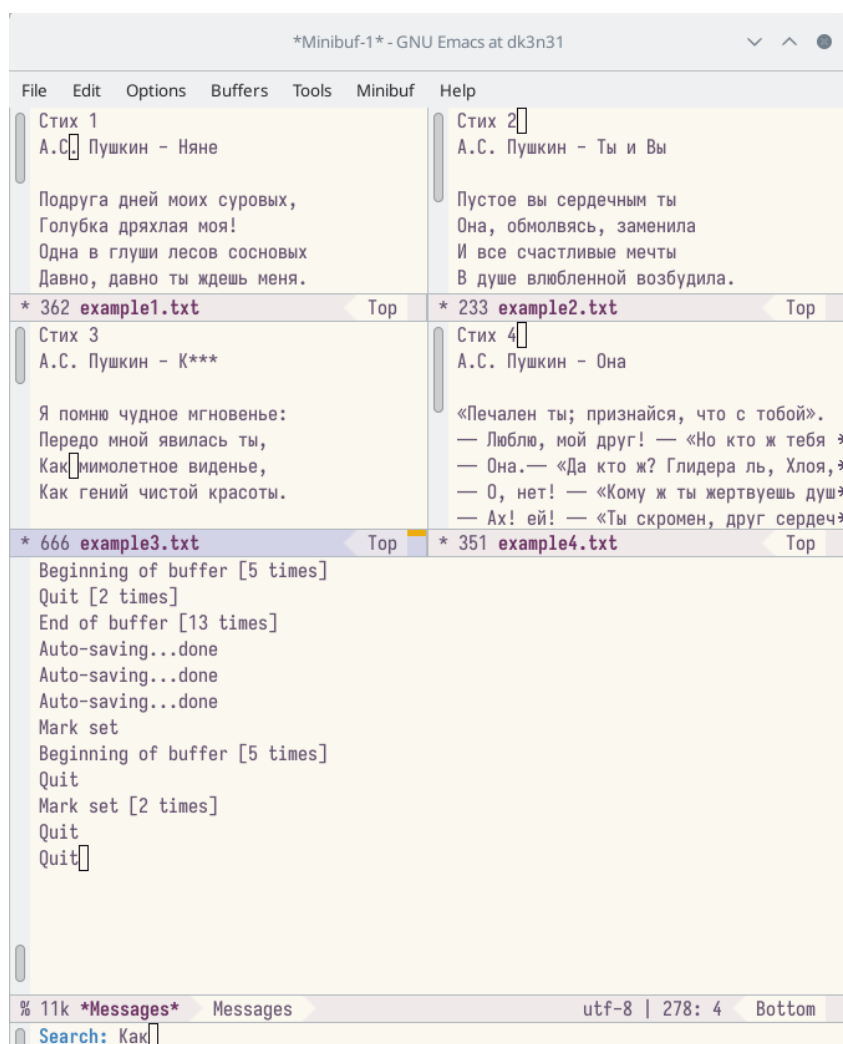 *Minibuf-1* - GNU Emacs at dk3n31
File Edit Options Buffers Tools Minibuf Help
Стих 1
А.С. Пушкин – Няне
Подруга дней моих суровых,
Голубка дряхлая моя!
Одна в глуши лесов сосновых
Давно, давно ты ждешь меня.
* 362 example1.txt Top
Стих 2
А.С. Пушкин – Ты и Вы
Пустое вы сердечным ты
Она, обмолвясь, заменила
И все счастливые мечты
В душе влюбленной возбудила.
* 233 example2.txt Top
Стих 3
А.С. Пушкин – К***
Я помню чудное мгновенье:
Передо мной явилась ты,
Как мимолетное виденье,
Как гений чистой красоты.
* 666 example3.txt Top
Стих 4
А.С. Пушкин – Она
«Печален ты; признайся, что с тобой».
— Люблю, мой друг! — «Но кто ж тебя
— Она.— «Да кто ж? Глидера ль, Хлоя,
— О, нет! — «Кому ж ты жертвуешь душ
— Ах! ей! — «Ты скромен, друг сердеч
* 351 example4.txt Top
Beginning of buffer [5 times]
Quit [2 times]
End of buffer [13 times]
Auto-saving...done
Auto-saving...done
Auto-saving...done
Mark set
Beginning of buffer [5 times]
Quit
Mark set [2 times]
Quit
Quit
% 11k *Messages* Messages utf-8 | 278: 4 Bottom
Search: Как